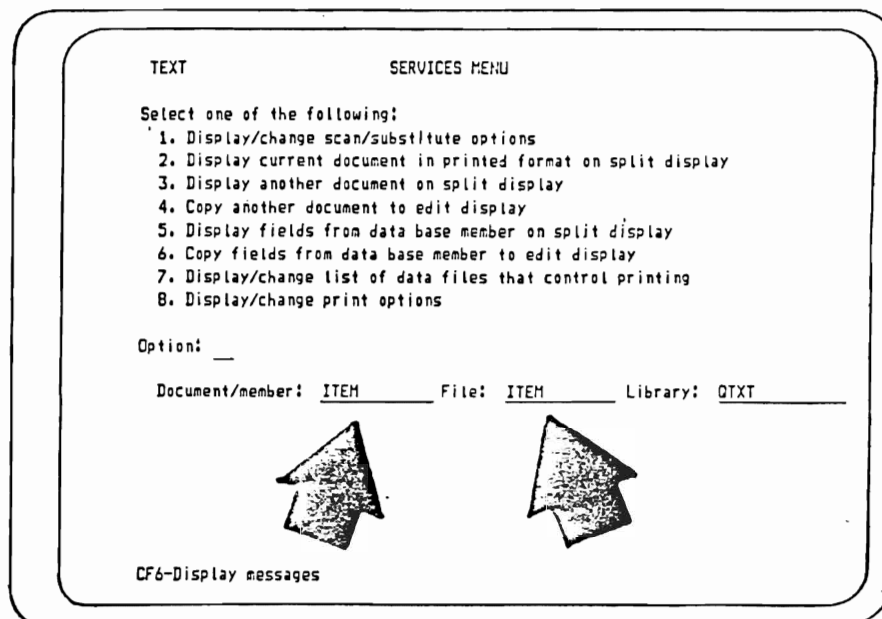 TEXT SERVICES MENU
Select one of the following:
1. Display/change scan/substitute options
2. Display current document in printed format on split display
3. Display another document on split display
4. Copy another document to edit display
5. Display fields from data base member on split display
6. Copy fields from data base member to edit display
7. Display/change list of data files that control printing
8. Display/change print options
Option: __
Document/member: ITEM File: ITEM Library: QTXT
CF6-Display messages